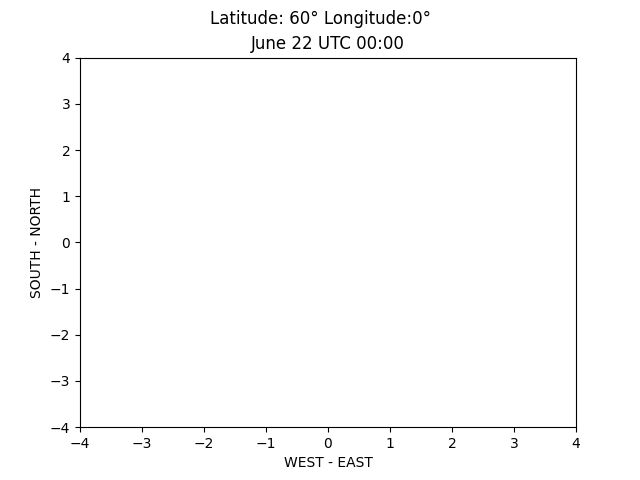 Latitude: 60° Longitude:0°
June 22 UTC 00:00
4
3
2
1
0
−1
−2
−3
−4
SOUTH - NORTH
−4 −3 −2 −1 0 1 2 3 4
WEST - EAST